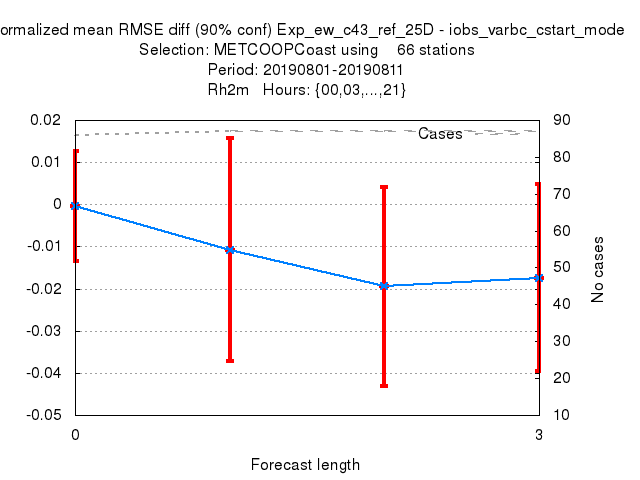 ormalized mean RMSE diff (90% conf) Exp_ew_c43_ref_25D - iobs_varbc_cstart_mode
Selection: METCOOPCoast using 66 stations
Period: 20190801-20190811
Rh2m Hours: {00,03,...,21}
0.02
0.01
0
-0.01
-0.02
-0.03
-0.04
-0.05
Cases
90
80
70
60
50
40
30
20
10
No cases
0
3
Forecast length